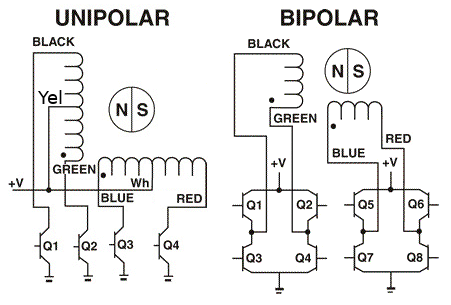 UNIPOLAR
BLACK
Yel
N S
GREEN
+V
Wh
BLUE
RED
Q1
Q2
Q3
Q4
BIPOLAR
BLACK
N S
GREEN
RED
BLUE
+V
+V
Q1
Q2
Q5
Q6
Q3
Q4
Q7
Q8